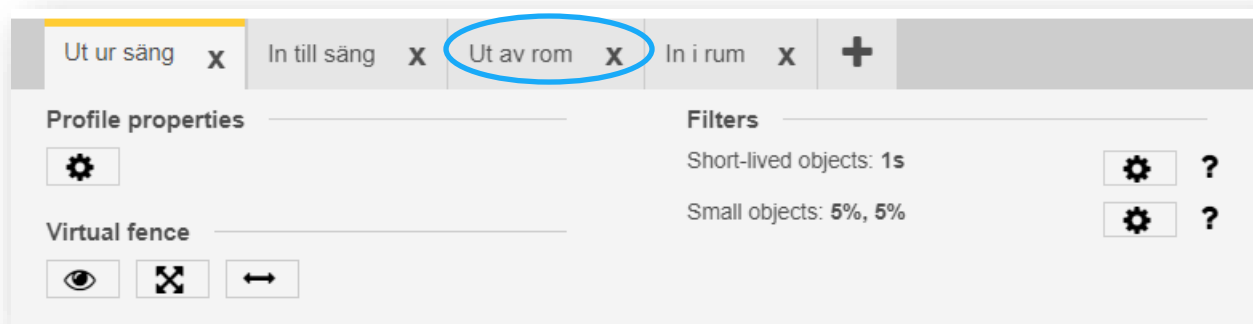 Ut ur säng x In till säng x Ut av rom x In i rum x +
Profile properties
Filters
Short-lived objects: 1s ?
Small objects: 5%, 5% ?
Virtual fence